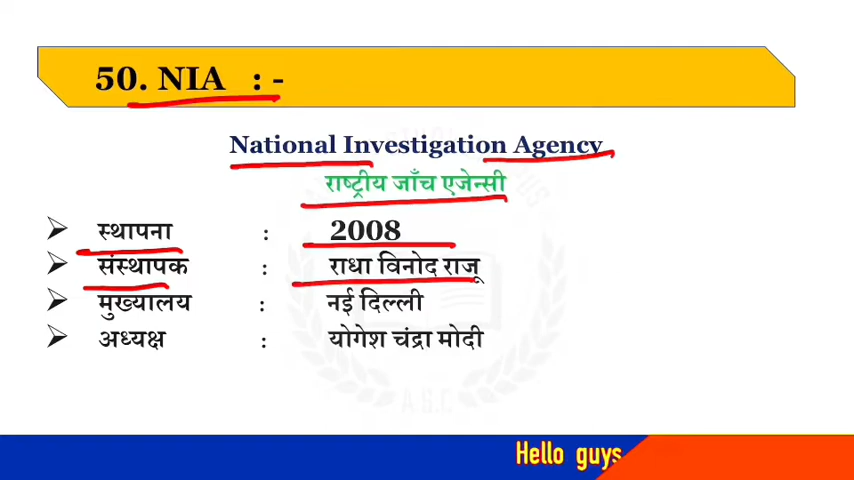 50. NIA : -
National Investigation Agency
राष्ट्रीय जाँच एजेन्सी
स्थापना : 2008
संस्थापक : राधा विनोद राजू
मुख्यालय : नई दिल्ली
अध्यक्ष : योगेश चंद्रा मोदी
A.S.C
Hello guys